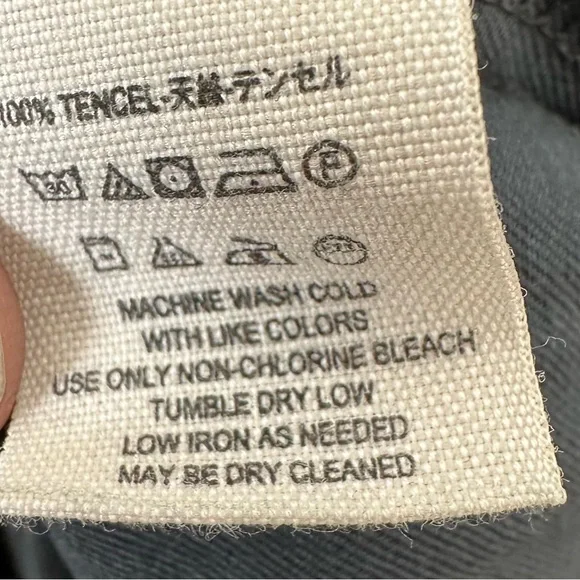 100% TENCEL-天絲-テンセル
30
P
MACHINE WASH COLD
WITH LIKE COLORS
USE ONLY NON-CHLORINE BLEACH
TUMBLE DRY LOW
LOW IRON AS NEEDED
MAY BE DRY CLEANED